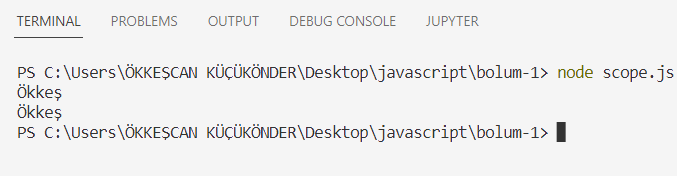 TERMINAL PROBLEMS OUTPUT DEBUG CONSOLE JUPYTER
PS C:\Users\ÖKKEŞCAN KÜÇÜKÖNDER\Desktop\javascript\bolum-1> node scope.js
Ökkeş
Ökkeş
PS C:\Users\ÖKKEŞCAN KÜÇÜKÖNDER\Desktop\javascript\bolum-1>